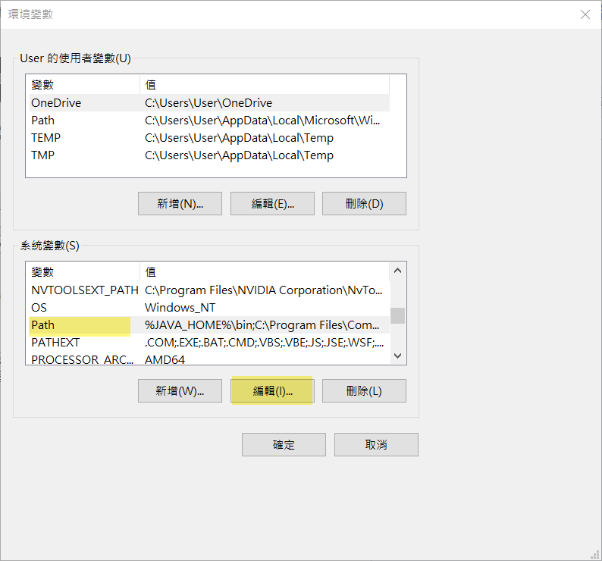 環境變數
User 的使用者變數(U)
變數 值
OneDrive C:\Users\User\OneDrive
Path C:\Users\User\AppData\Local\Microsoft\Wi...
TEMP C:\Users\User\AppData\Local\Temp
TMP C:\Users\User\AppData\Local\Temp
新增(N)... 編輯(E)... 刪除(D)
系統變數(S)
變數 值
NVTOOLSEXT_PATH C:\Program Files\NVIDIA Corporation\NvTo...
OS Windows_NT
Path %JAVA_HOME%\bin;C:\Program Files\Com...
PATHEXT .COM;.EXE;.BAT;.CMD;.VBS;.VBE;.JS;.JSE;.WSF;....
PROCESSOR_ARC... AMD64
新增(W)... 編輯(I)... 刪除(L)
確定 取消